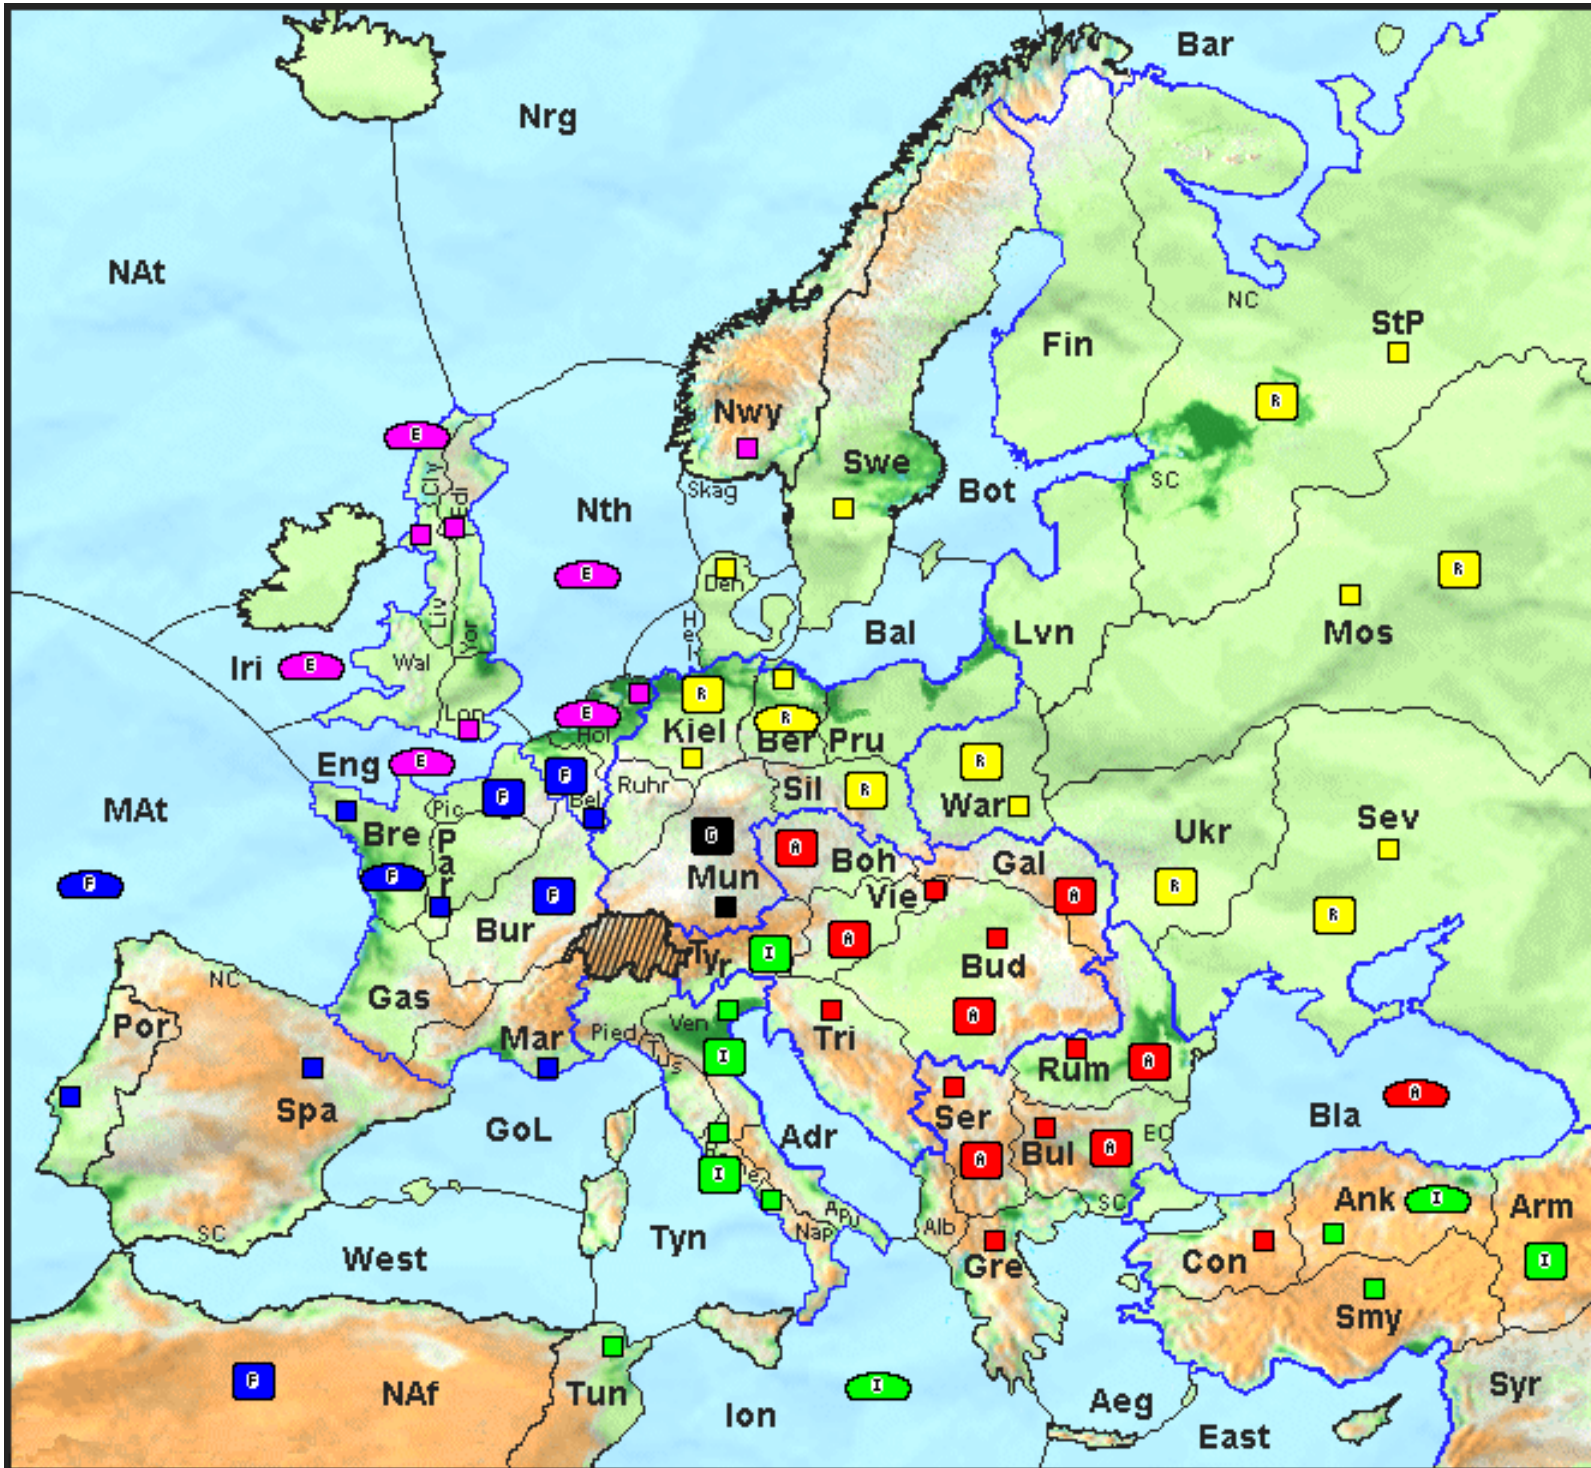 Bar
Nrg
NAt
NC
StP
Fin
Nwy
Swe
SC
Skag
Bot
Cly
Edi
Nth
R
E
R
E
Den
Hel
Bal
Lvn
Mos
Liv
Yor
Wal
Iri
E
R
Lon
E
Hol
Kiel
R
Ber
Pru
Eng
E
F
Ruhr
Sil
R
R
War
MAt
Pic
F
Bel
Bre
Par
G
A
Boh
Gal
Ukr
Sev
F
F
F
Mun
Vie
A
R
R
Bur
Tyr
I
A
Bud
NC
Gas
Por
Mar
Pied
Ven
Tus
I
Tri
A
Rum
A
Spa
GoL
Adr
Ser
Bul
A
A
EC
Bla
A
I
Rome
SC
West
Tyn
Nap
Apu
Alb
Gre
SC
Con
Ank
I
Arm
I
Smy
F
NAf
Tun
Ion
I
Aeg
East
Syr